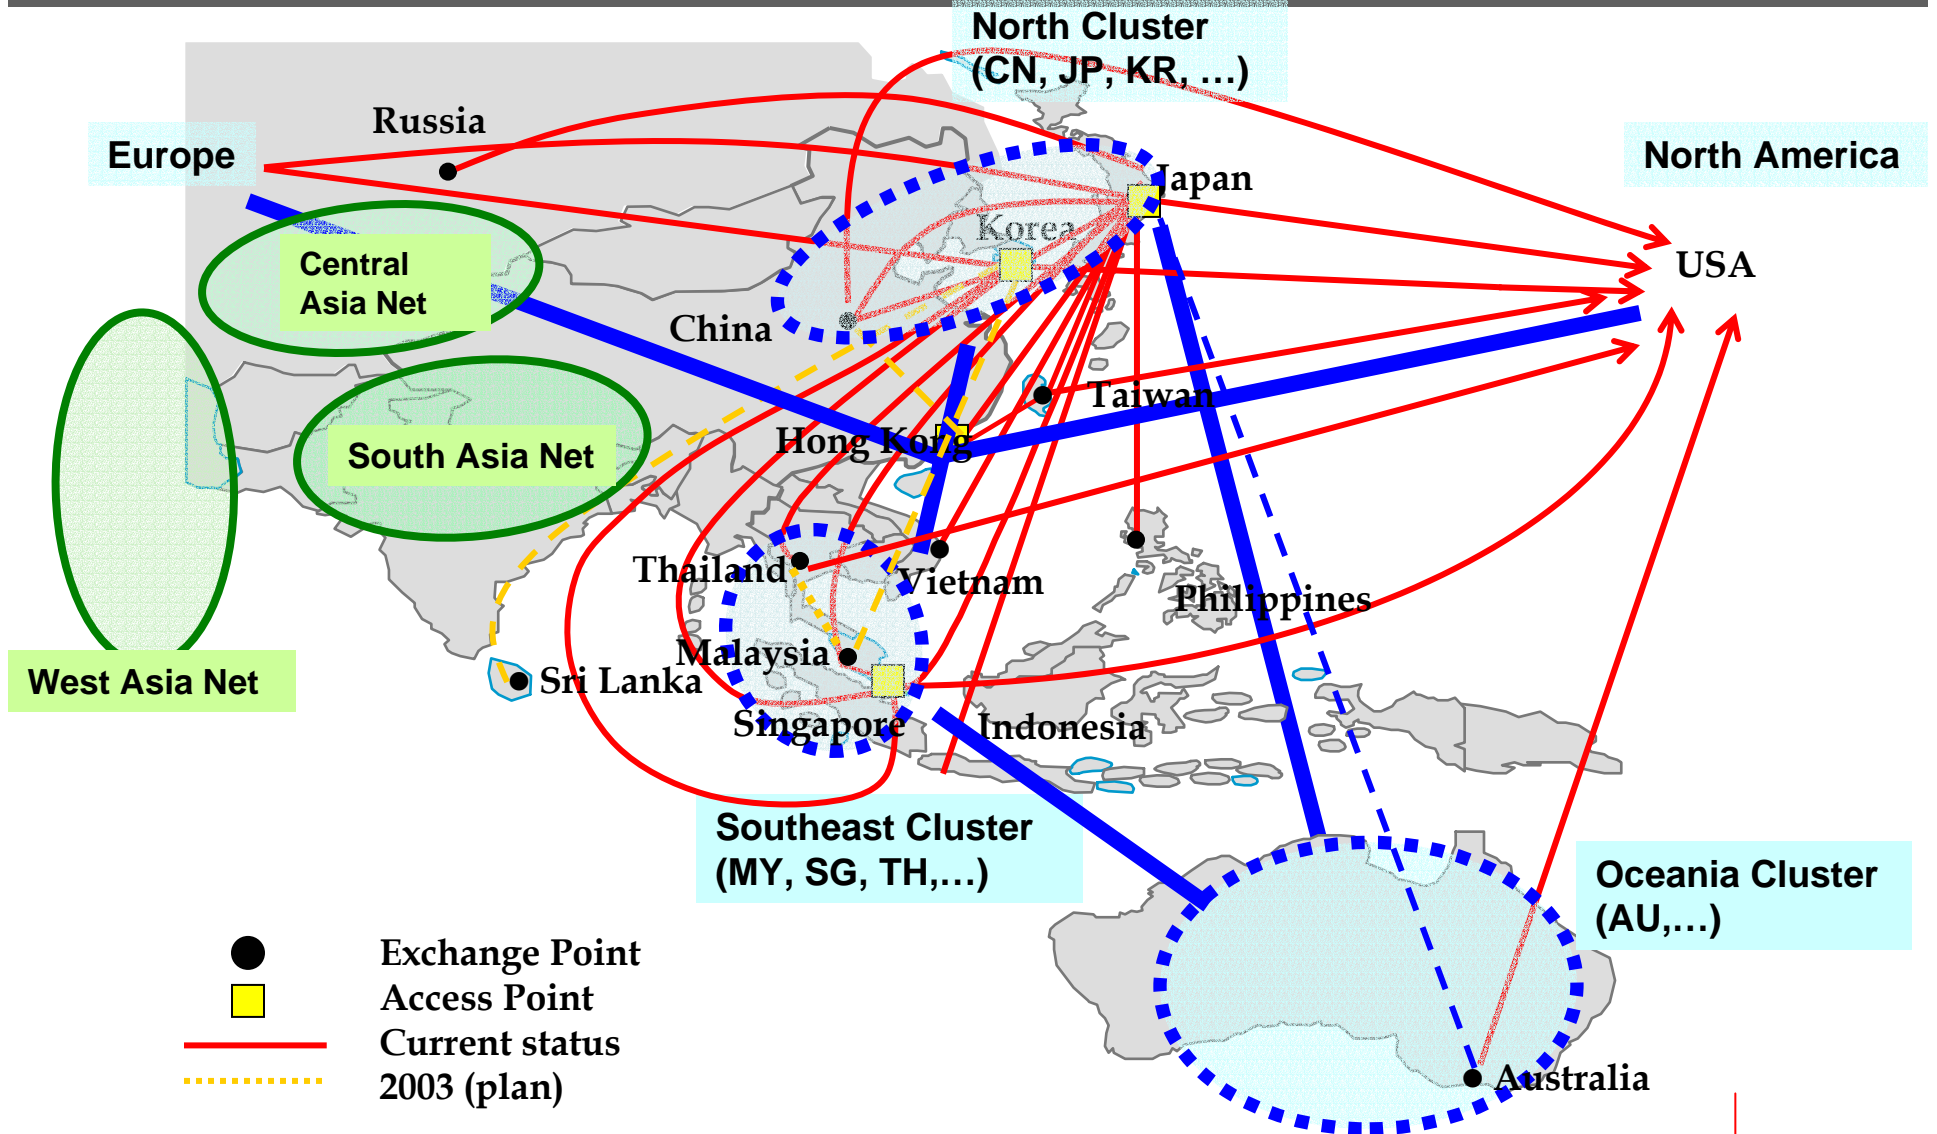 North Cluster
(CN, JP, KR, …)
Russia
Europe
North America
Japan
Korea
USA
Central
Asia Net
China
Taiwan
Hong Kong
South Asia Net
Thailand
Vietnam
Philippines
Malaysia
Sri Lanka
West Asia Net
Singapore
Indonesia
Southeast Cluster
(MY, SG, TH,…)
Oceania Cluster
(AU,…)
Exchange Point
Access Point
Current status
2003 (plan)
Australia